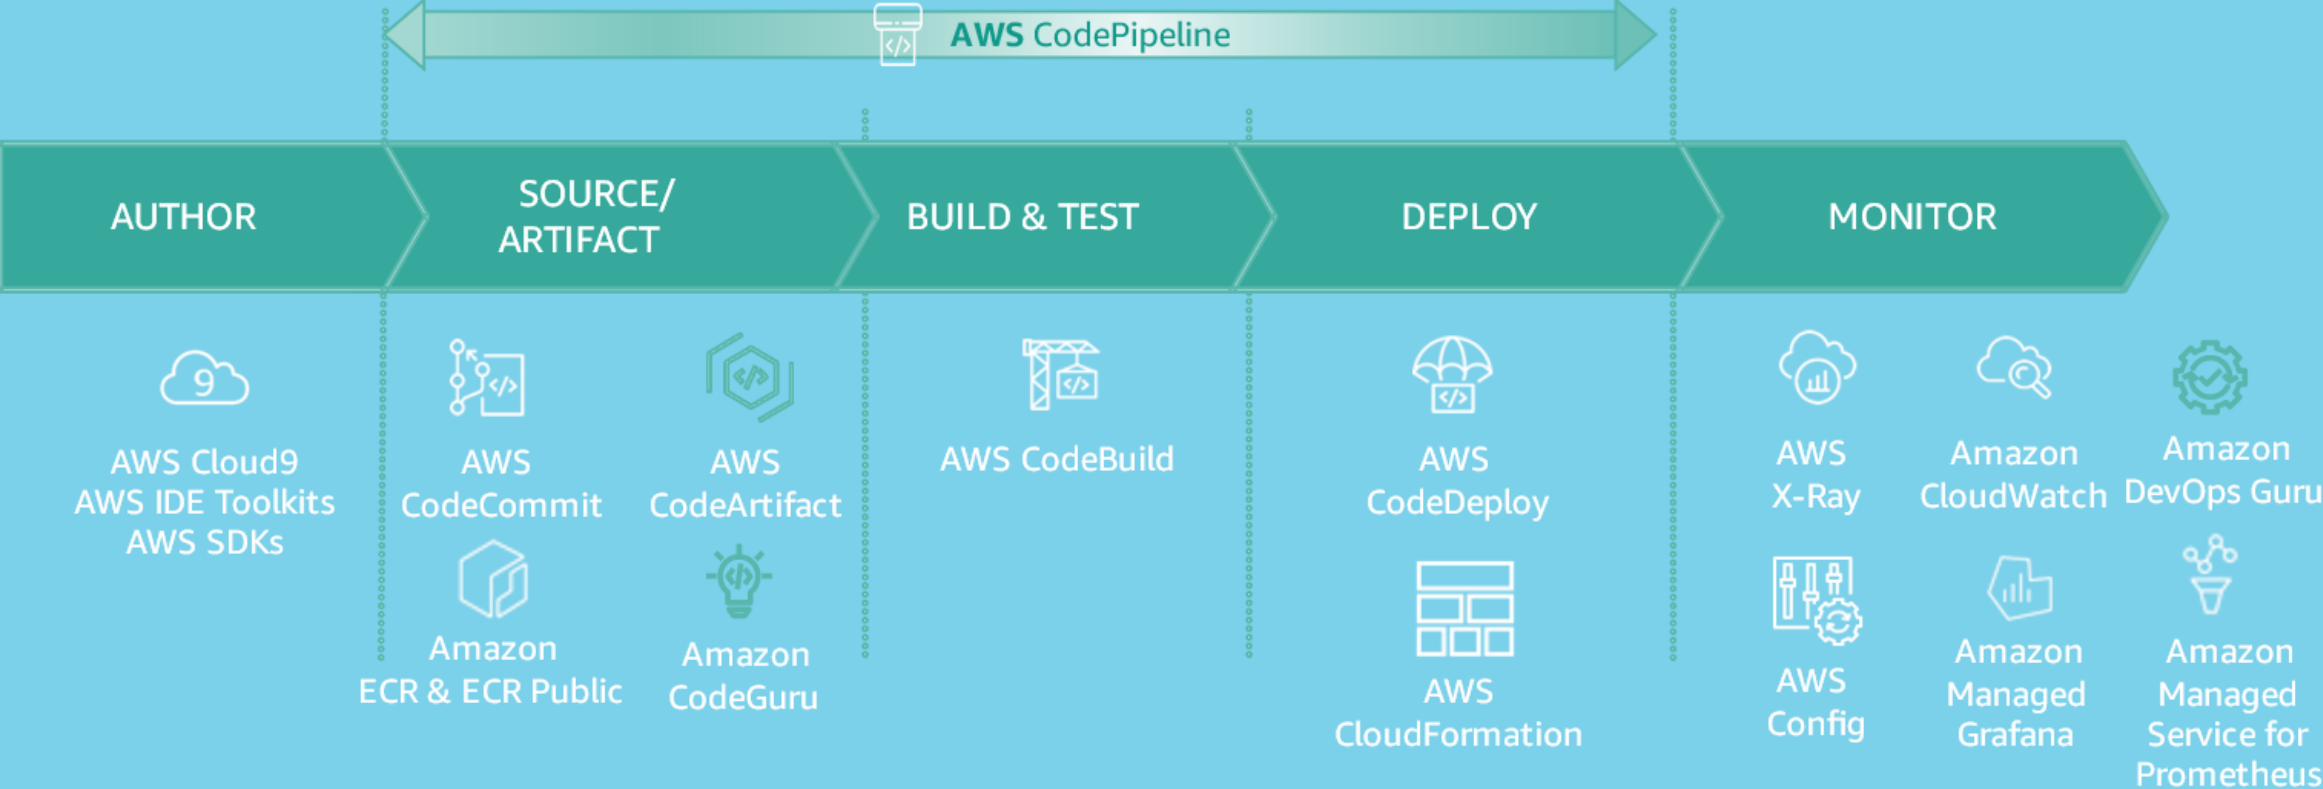 AWS CodePipeline
AUTHOR
SOURCE/
ARTIFACT
BUILD & TEST
DEPLOY
MONITOR
9
AWS Cloud9
AWS IDE Toolkits
AWS SDKs
</>
AWS
CodeCommit
</>
AWS
CodeArtifact
Amazon
ECR & ECR Public
</>
Amazon
CodeGuru
</>
AWS CodeBuild
</>
AWS
CodeDeploy
AWS
CloudFormation
AWS
X-Ray
Amazon
CloudWatch
Amazon
DevOps Guru
AWS
Config
Amazon
Managed
Grafana
Amazon
Managed
Service for
Prometheus